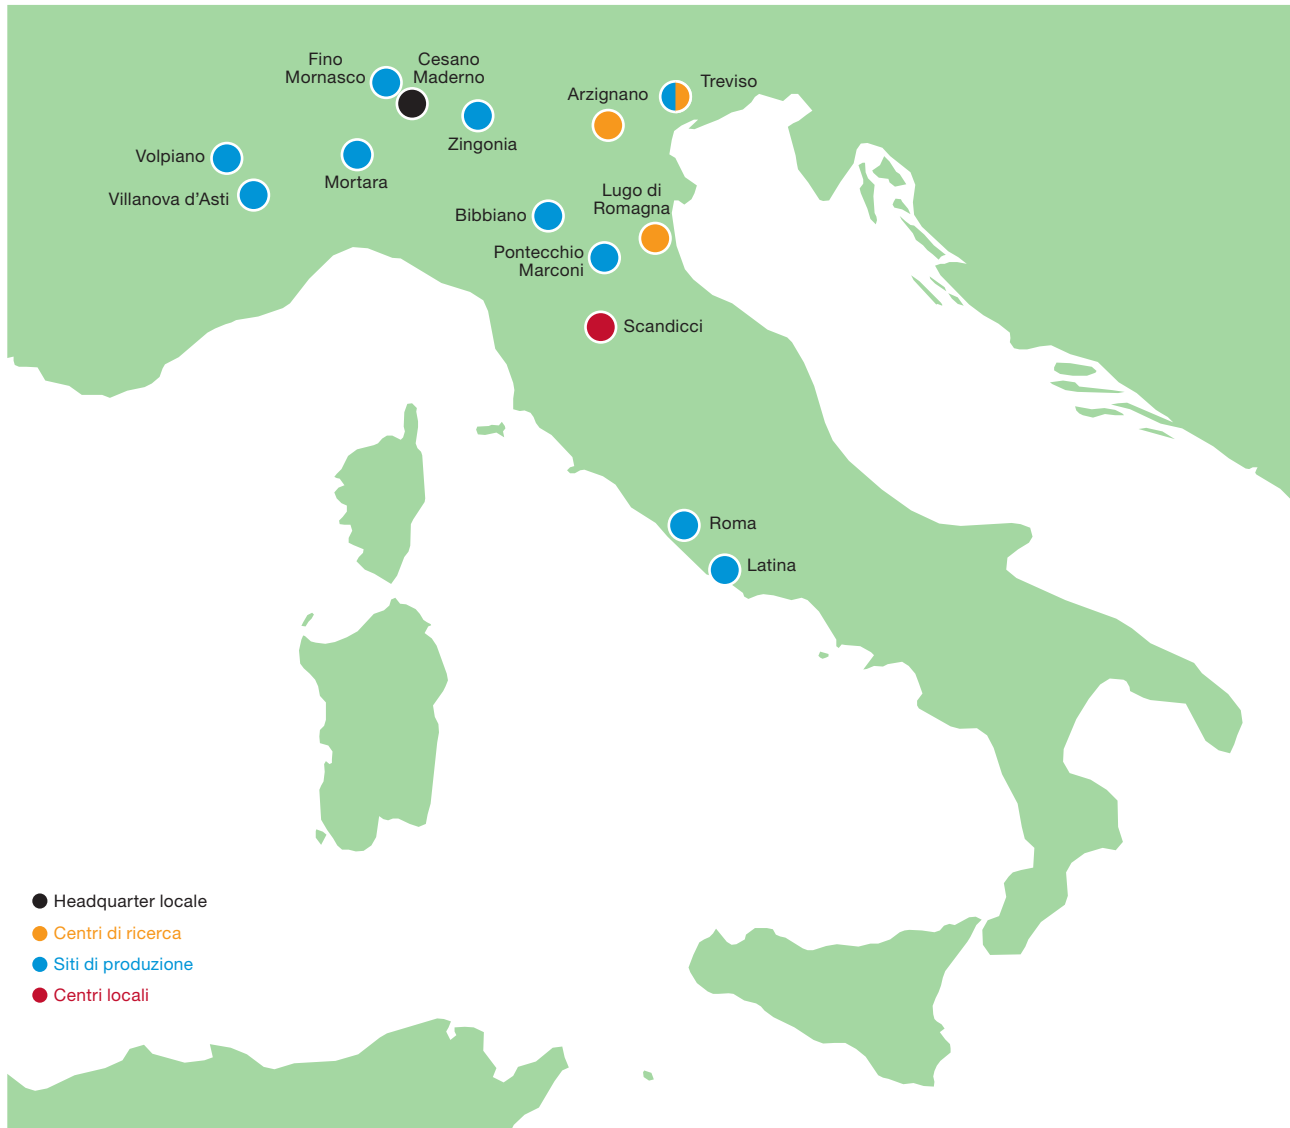 Fino
Mornasco
Cesano
Maderno
Treviso
Arzignano
Zingonia
Volpiano
Mortara
Villanova d'Asti
Lugo di
Romagna
Bibbiano
Pontecchio
Marconi
Scandicci
Roma
Latina
Headquarter locale
Centri di ricerca
Siti di produzione
Centri locali